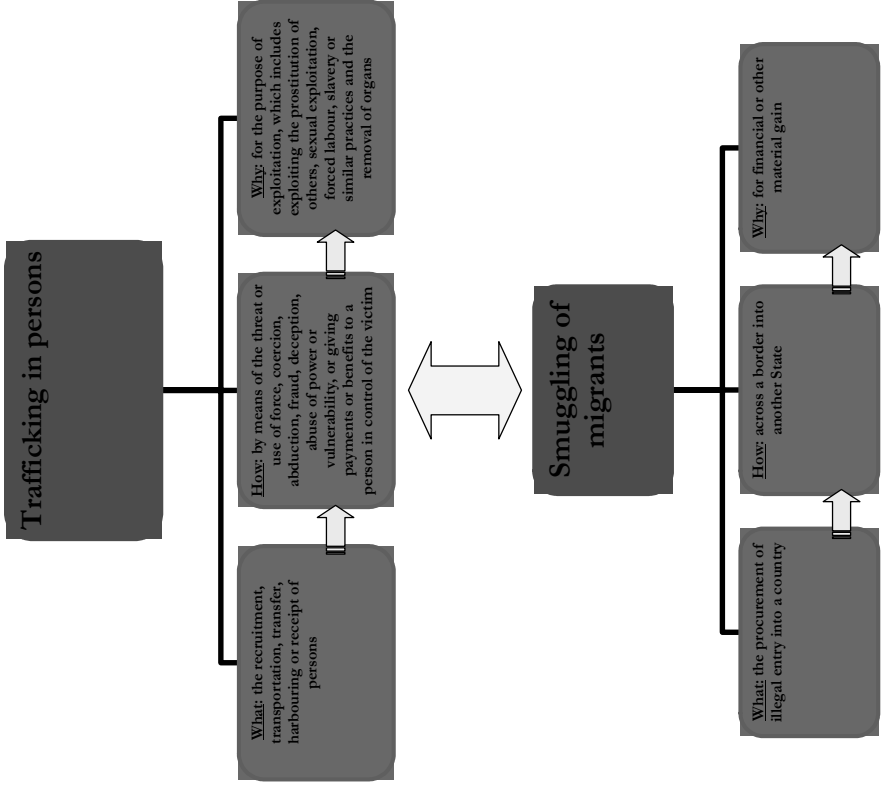 Trafficking in persons
What: the recruitment,
transportation, transfer,
harbouring or receipt of
persons
How: by means of the threat or
use of force, coercion,
abduction, fraud, deception,
abuse of power or
vulnerability, or giving
payments or benefits to a
person in control of the victim
Why: for the purpose of
exploitation, which includes
exploiting the prostitution of
others, sexual exploitation,
forced labour, slavery or
similar practices and the
removal of organs
Smuggling of
migrants
What: the procurement of
illegal entry into a country
How: across a border into
another State
Why: for financial or other
material gain